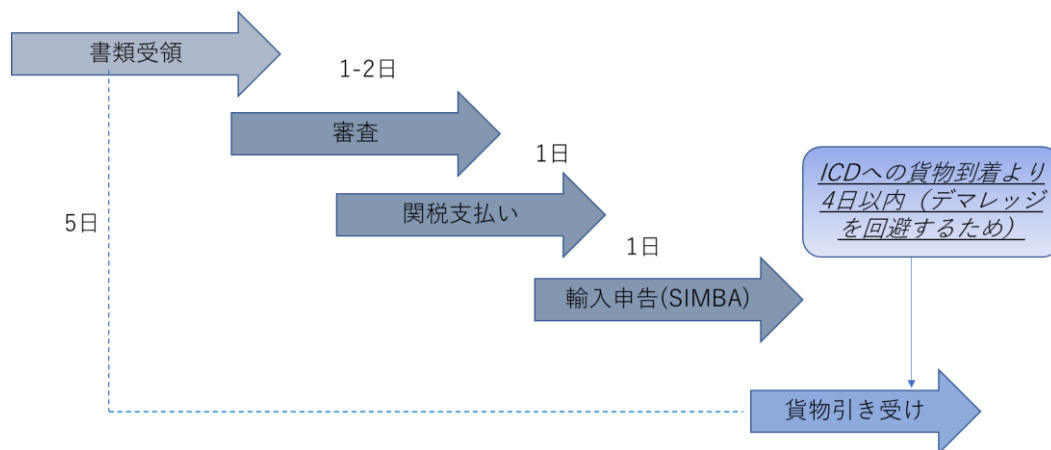 書類受領
1-2日
審査
1日
ICDへの貨物到着より
4日以内（デマレッジ
を回避するため）
関税支払い
5日
1日
輸入申告(SIMBA)
貨物引き受け